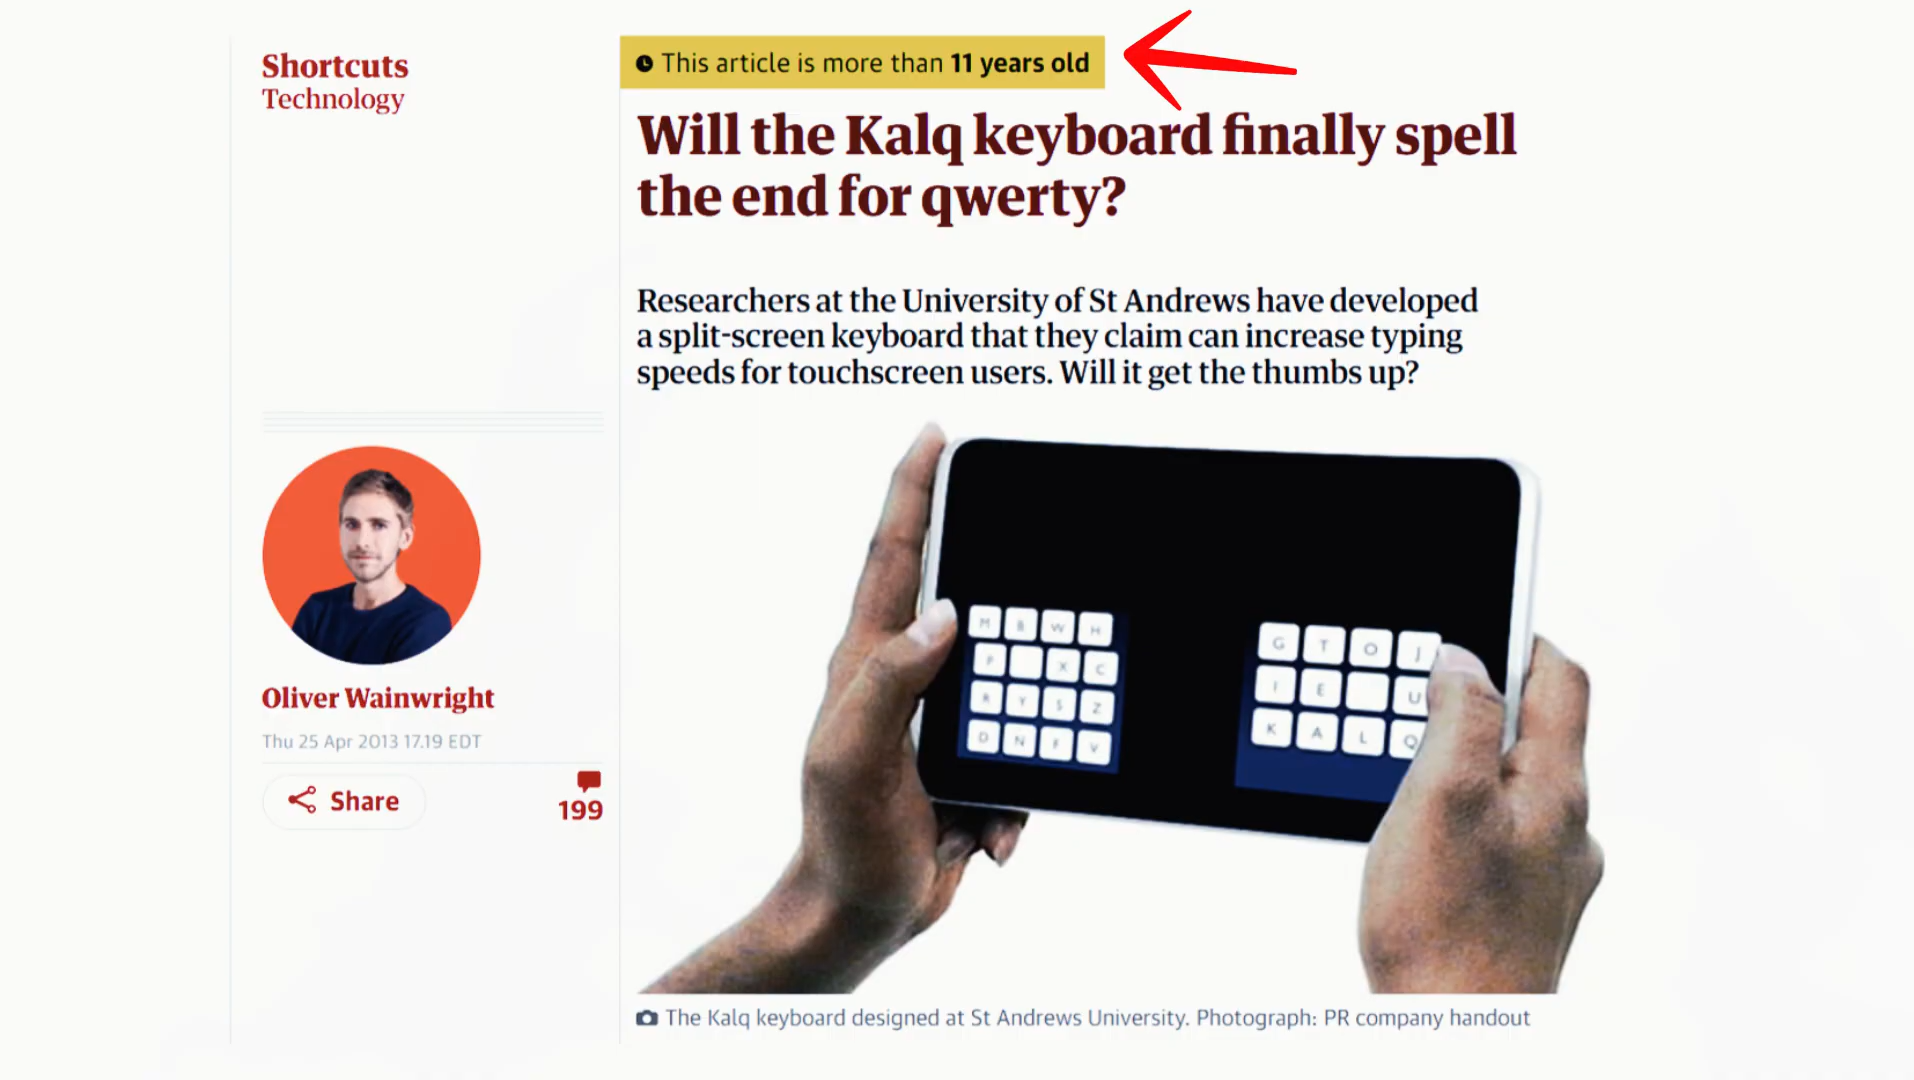 Shortcuts
Technology
This article is more than 11 years old
Will the Kalq keyboard finally spell
the end for qwerty?
Researchers at the University of St Andrews have developed
a split-screen keyboard that they claim can increase typing
speeds for touchscreen users. Will it get the thumbs up?
Oliver Wainwright
Thu 25 Apr 2013 17.19 EDT
Share
199
M B W H
P X C
R Y S Z
D N F V
G T O J
I E U
K A L Q
The Kalq keyboard designed at St Andrews University. Photograph: PR company handout